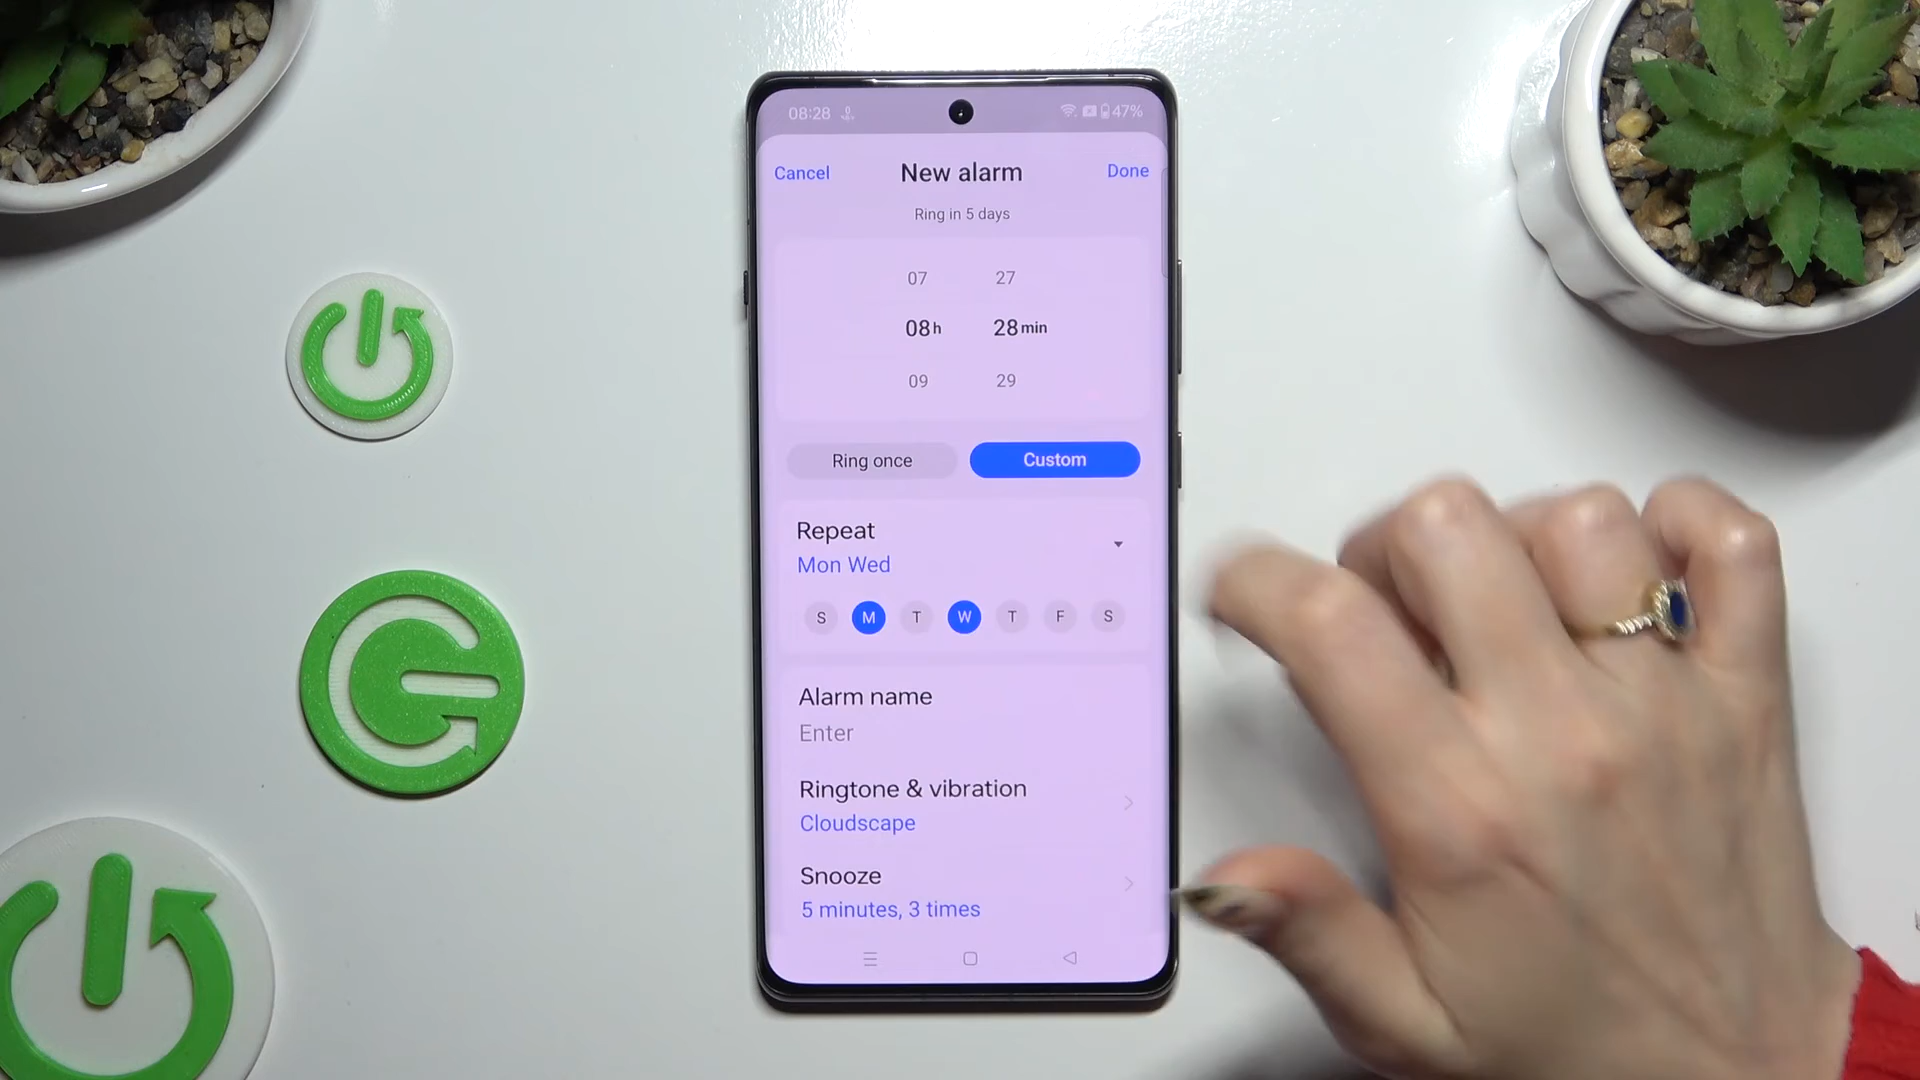 08:28 47%
Cancel New alarm Done
Ring in 5 days
07 27
08h 28min
09 29
Ring once Custom
Repeat
Mon Wed
S M T W T F S
Alarm name
Enter
Ringtone & vibration
Cloudscape
Snooze
5 minutes, 3 times